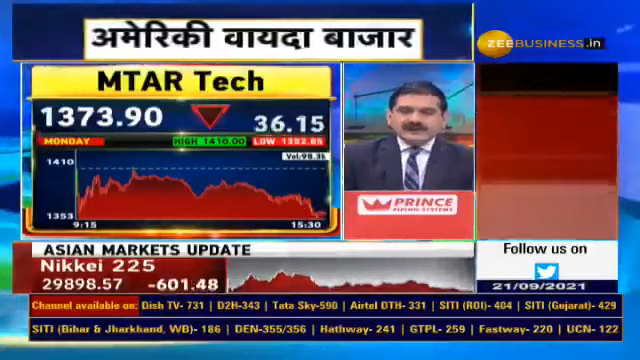 अमेरिकी वायदा बाजार
ZEEBUSINESS.in
MTAR Tech
1373.90
36.15
MONDAY
HIGH 1410.00
LOW 1352.85
Vol:98.3k
1410
1353
9:15
15:30
PRINCE
PIPING SYSTEMS
ASIAN MARKETS UPDATE
Nikkei 225
29898.57 -601.48
Follow us on
21/09/2021
Channel available on: Dish TV- 731 | D2H-343 | Tata Sky-590 | Airtel DTH- 331 | SITI (ROI)- 404 | SITI (Gujarat)- 429
SITI (Bihar & Jharkhand, WB)- 186 | DEN-355/356 | Hathway- 241 | GTPL- 259 | Fastway- 220 | UCN- 122